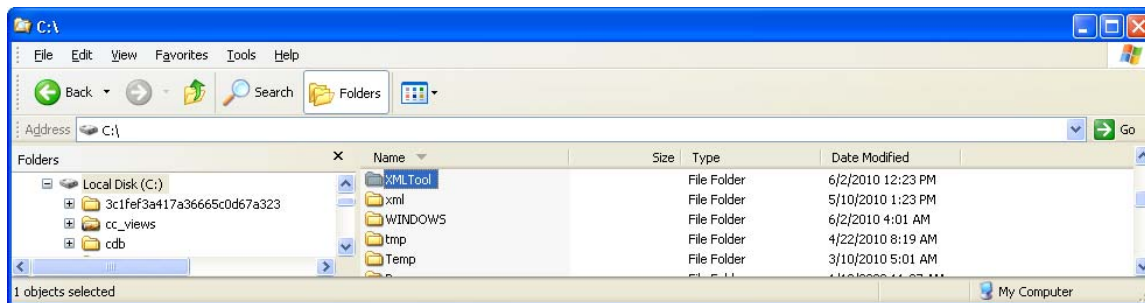 C:\
File Edit View Favorites Tools Help
Back Search Folders
Address C:\ Go
Folders x Name Size Type Date Modified
Local Disk (C:) XMLTool File Folder 6/2/2010 12:23 PM
3c1fef3a417a36665c0d67a323 xml File Folder 5/10/2010 1:23 PM
cc_views WINDOWS File Folder 6/2/2010 4:01 AM
cdb tmp File Folder 4/22/2010 8:19 AM
Temp File Folder 3/10/2010 5:01 AM
1 objects selected My Computer